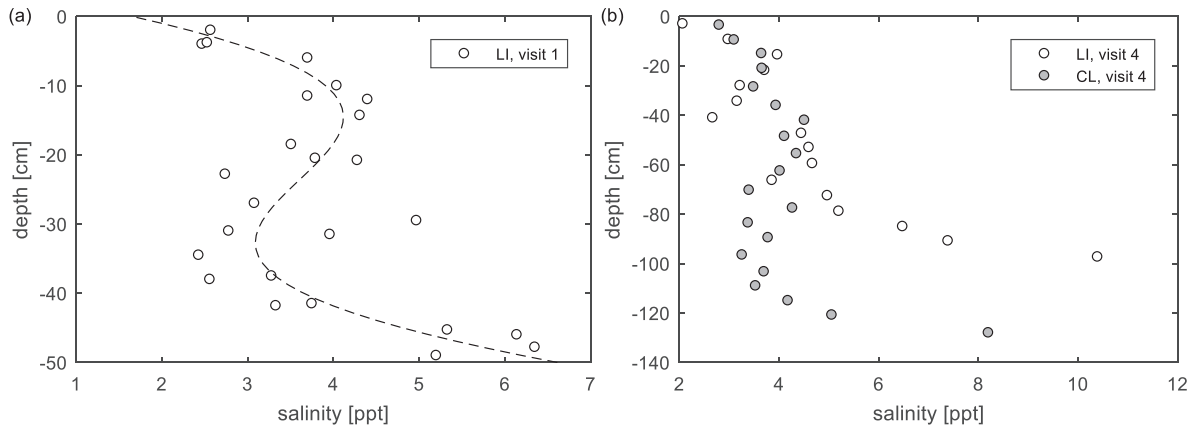 (a)
0
-10
-20
-30
-40
-50
depth [cm]
LI, visit 1
1 2 3 4 5 6 7
salinity [ppt]
(b)
0
-20
-40
-60
-80
-100
-120
-140
depth [cm]
LI, visit 4
CL, visit 4
2 4 6 8 10 12
salinity [ppt]